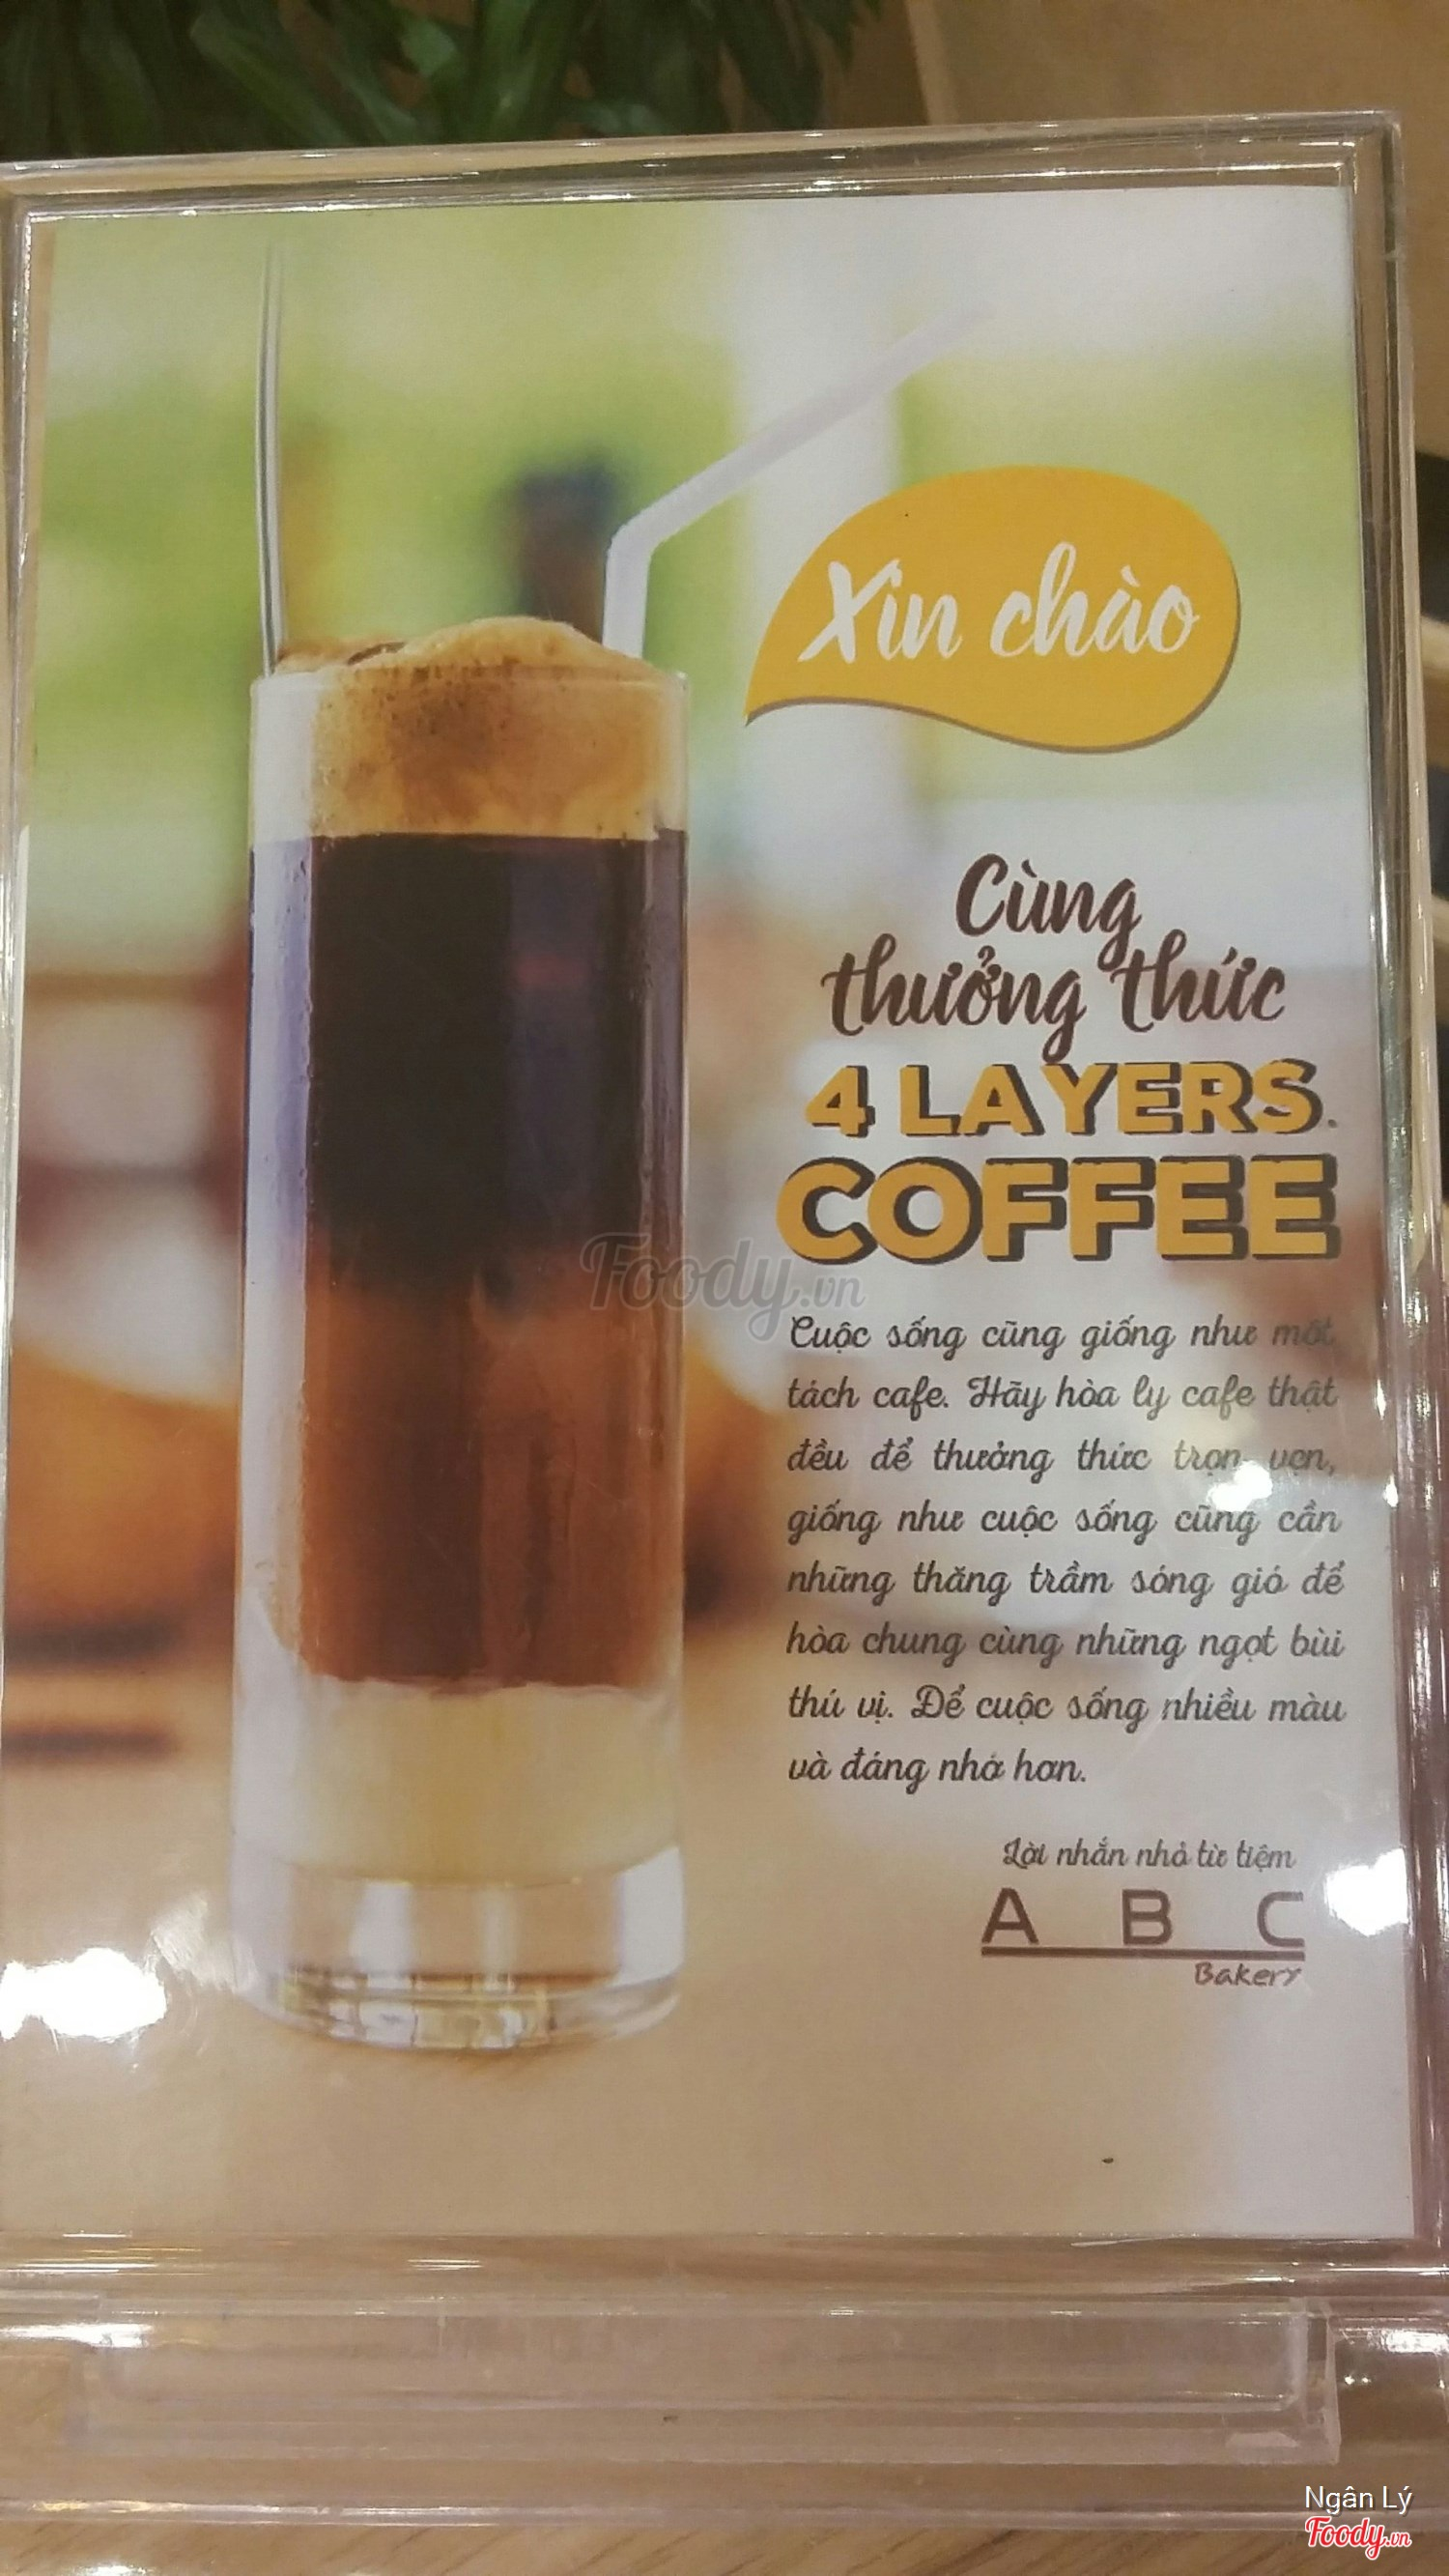 Xin chào
Cùng
thưởng thức
4 LAYERS
COFFEE
Foody.vn
Cuộc sống cũng giống như một
tách cafe. Hãy hòa ly cafe thật
đều để thưởng thức trọn vẹn,
giống như cuộc sống cũng cần
những thăng trầm sóng gió để
hòa chung cùng những ngọt bùi
thú vị. Để cuộc sống nhiều màu
và đáng nhớ hơn.
Lời nhắn nhỏ từ tiệm
A B C
Bakery
Ngân Lý
Foody.vn